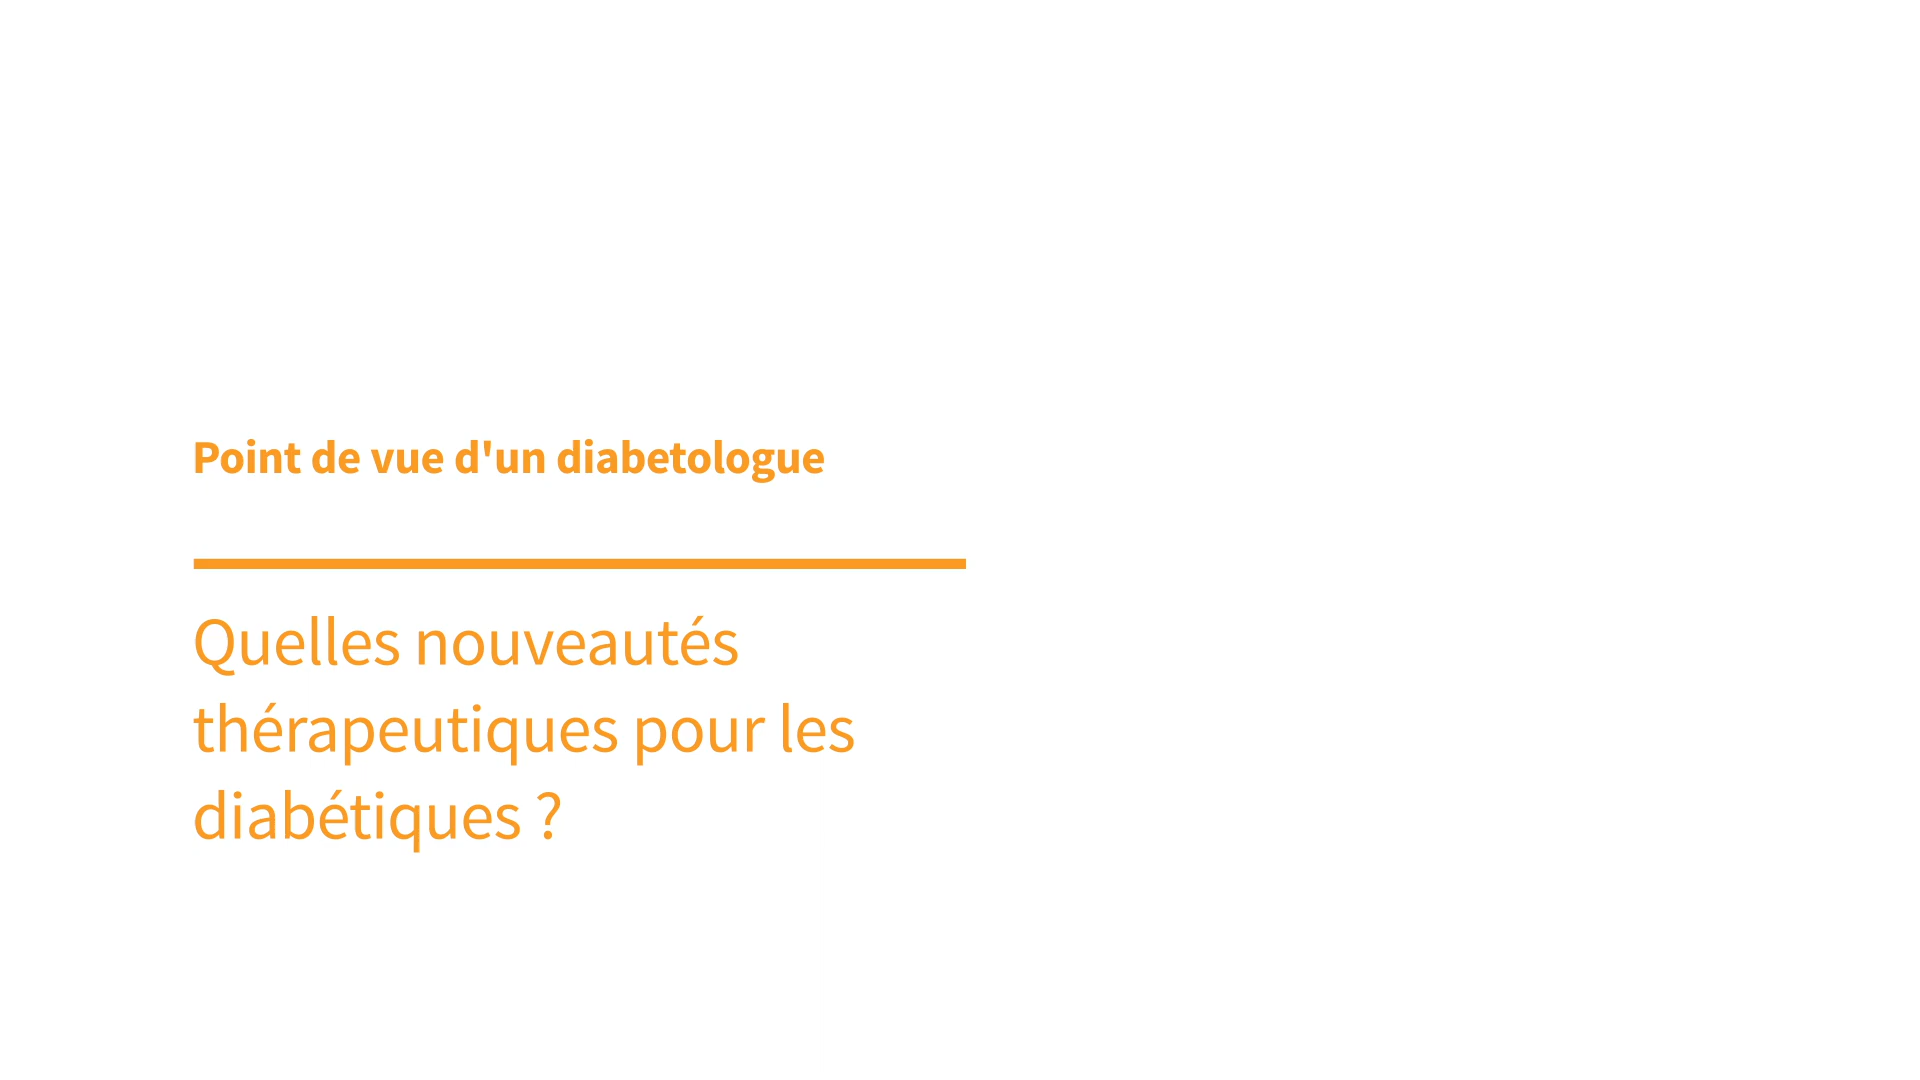 Point de vue d'un diabetologue
Quelles nouveautés
thérapeutiques pour les
diabétiques ?